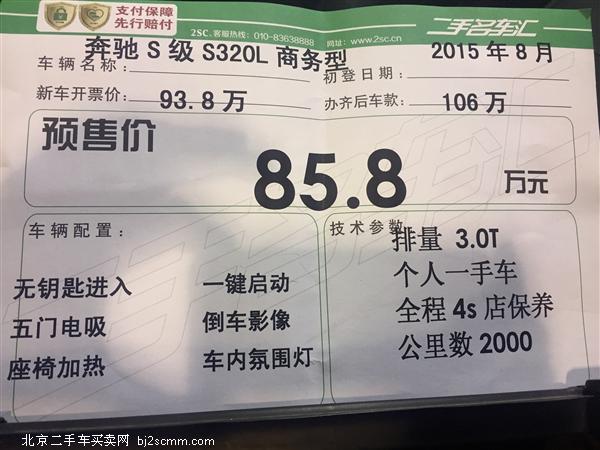 支付保障
先行赔付
2SC.客服热线：010-83638888 网址：www.2sc.cn
二手名车汇
车辆名称：奔驰 S 级 S320L 商务型
初登日期：2015 年 8 月
新车开票价：93.8 万
办齐后车款：106 万
预售价
85.8 万元
车辆配置：
无钥匙进入 一键启动
五门电吸 倒车影像
座椅加热 车内氛围灯
技术参数
排量 3.0T
个人一手车
全程 4s 店保养
公里数 2000
北京二手车买卖网 bj2scmm.com